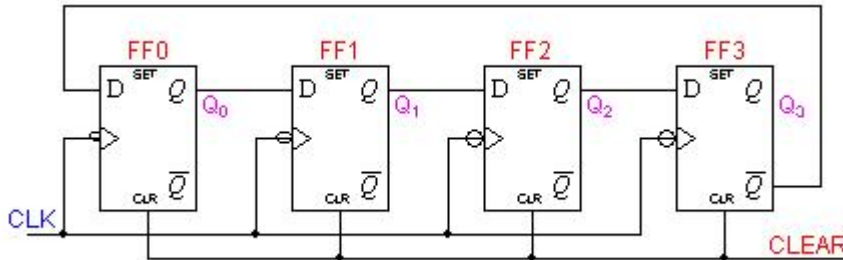 FF0 FF1 FF2 FF3
SET SET SET SET
D Q D Q D Q D Q
Q0 Q1 Q2 Q3
Q Q Q Q
CLR CLR CLR CLR
CLK
CLEAR